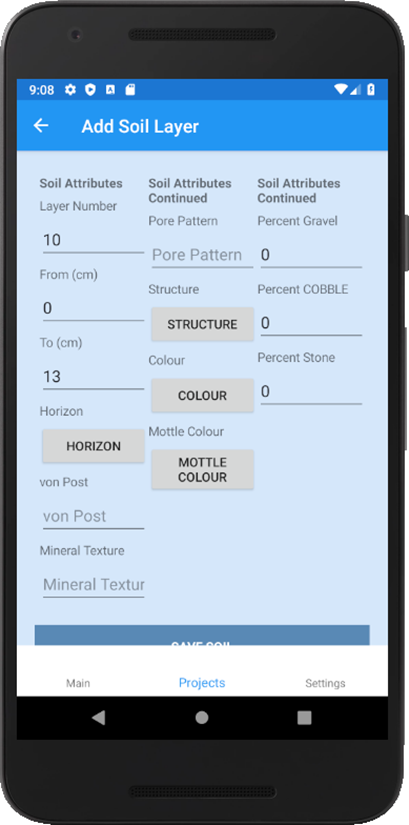 9:08
Add Soil Layer
Soil Attributes
Layer Number
10
From (cm)
0
To (cm)
13
Horizon
HORIZON
von Post
von Post
Mineral Texture
Mineral Textur
Soil Attributes
Continued
Pore Pattern
Pore Pattern
Structure
STRUCTURE
Colour
COLOUR
Mottle Colour
MOTTLE
COLOUR
Soil Attributes
Continued
Percent Gravel
0
Percent COBBLE
0
Percent Stone
0
SAVE SOIL
Main
Projects
Settings